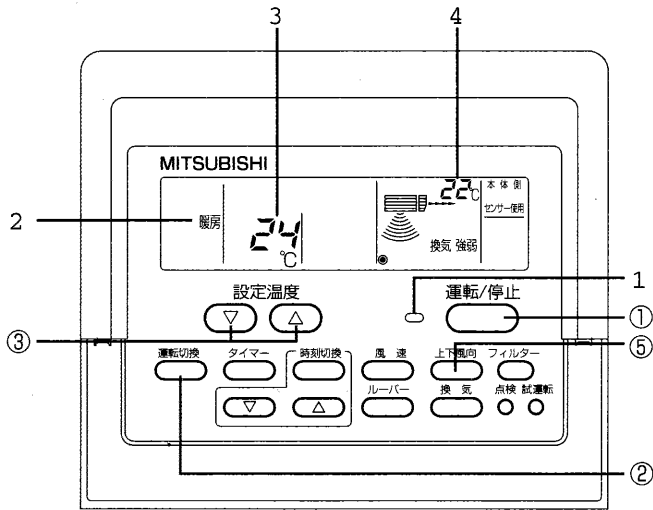 3 4
MITSUBISHI
2 暖房 24 ℃ 22℃ 本体側
センサー使用
換気 強弱
設定温度 1 運転/停止
▽ △ ①
③ ⑤
運転切換 タイマー 時刻切換 風速 上下風向 フィルター
ルーバー 換気 点検 試運転
▽ △
②